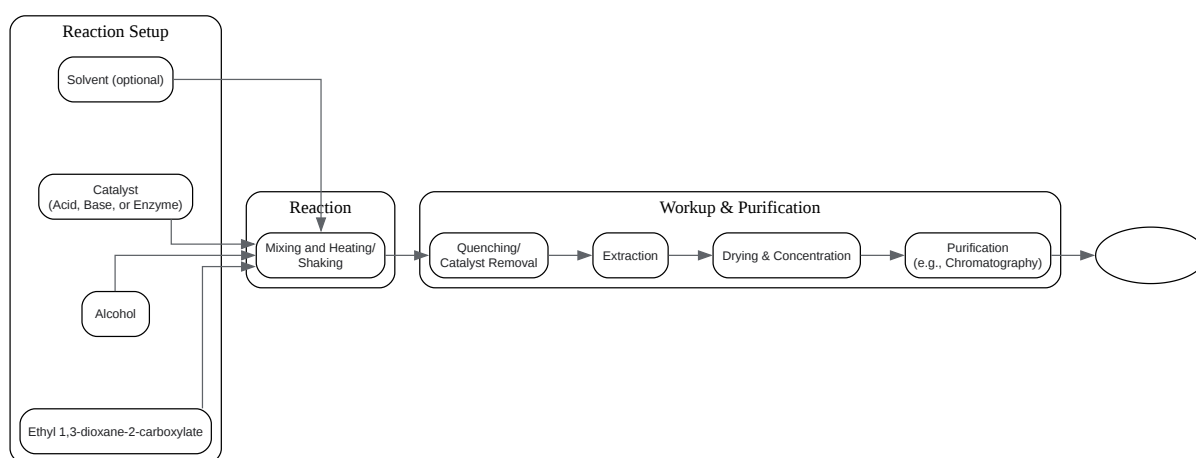 Reaction Setup
Solvent (optional)
Catalyst
(Acid, Base, or Enzyme)
Alcohol
Ethyl 1,3-dioxane-2-carboxylate
Reaction
Mixing and Heating/
Shaking
Workup & Purification
Quenching/
Catalyst Removal
Extraction
Drying & Concentration
Purification
(e.g., Chromatography)